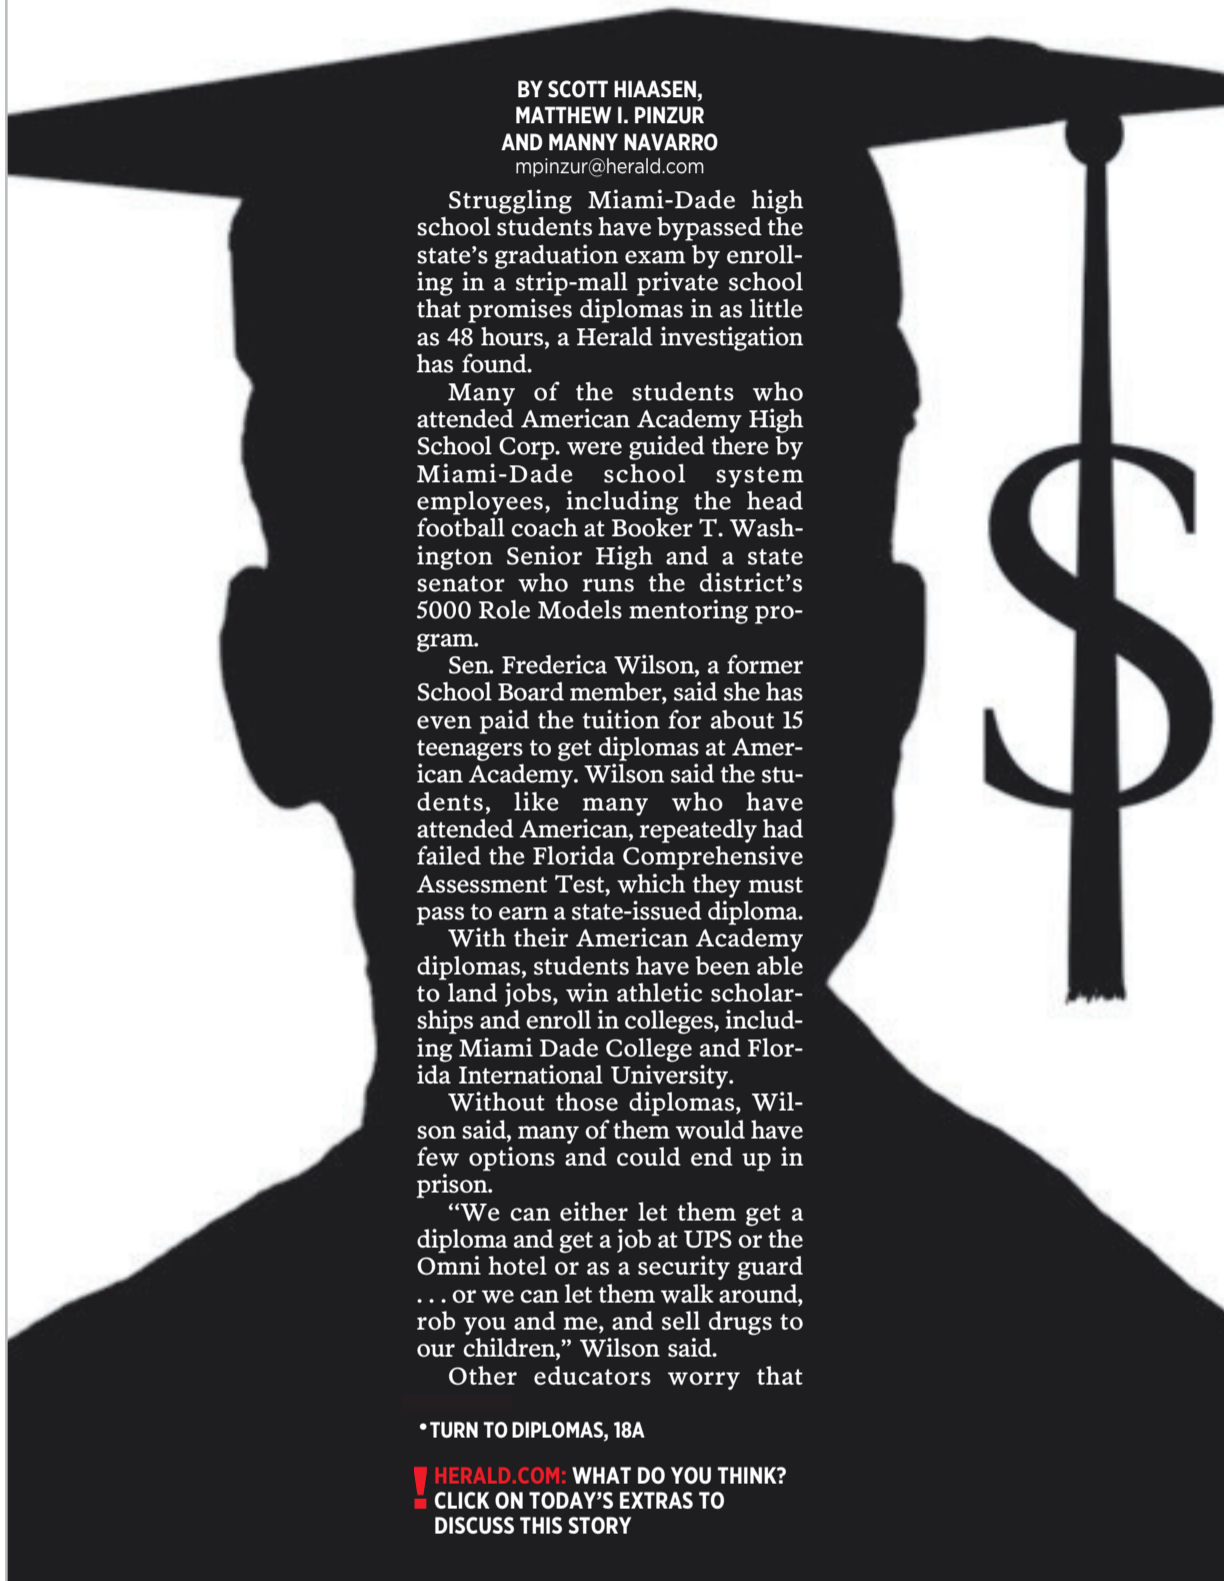 BY SCOTT HIAASEN,
MATTHEW I. PINZUR
AND MANNY NAVARRO
mpinzur@herald.com
Struggling Miami-Dade high
school students have bypassed the
state's graduation exam by enroll-
ing in a strip-mall private school
that promises diplomas in as little
as 48 hours, a Herald investigation
has found.
Many of the students who
attended American Academy High
School Corp. were guided there by
Miami-Dade school system
employees, including the head
football coach at Booker T. Wash-
ington Senior High and a state
senator who runs the district's
5000 Role Models mentoring pro-
gram.
Sen. Frederica Wilson, a former
School Board member, said she has
even paid the tuition for about 15
teenagers to get diplomas at Amer-
ican Academy. Wilson said the stu-
dents, like many who have
attended American, repeatedly had
failed the Florida Comprehensive
Assessment Test, which they must
pass to earn a state-issued diploma.
With their American Academy
diplomas, students have been able
to land jobs, win athletic scholar-
ships and enroll in colleges, includ-
ing Miami Dade College and Flor-
ida International University.
Without those diplomas, Wil-
son said, many of them would have
few options and could end up in
prison.
“We can either let them get a
diploma and get a job at UPS or the
Omni hotel or as a security guard
... or we can let them walk around,
rob you and me, and sell drugs to
our children,” Wilson said.
Other educators worry that
•TURN TO DIPLOMAS, 18A
! HERALD.COM: WHAT DO YOU THINK?
CLICK ON TODAY'S EXTRAS TO
DISCUSS THIS STORY
$